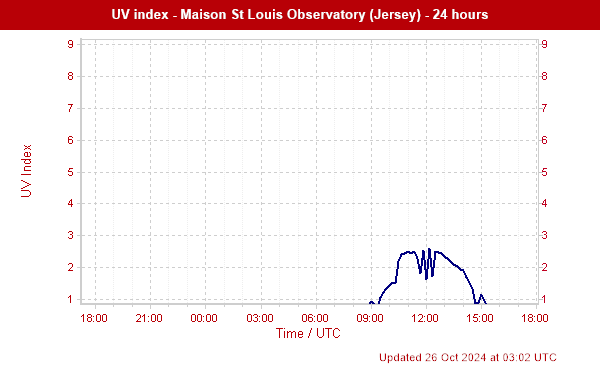 UV index - Maison St Louis Observatory (Jersey) - 24 hours
9 9
8 8
7 7
6 6
5 5
4 4
3 3
2 2
1 1
UV Index
18:00 21:00 00:00 03:00 06:00 09:00 12:00 15:00 18:00
Time / UTC
Updated 26 Oct 2024 at 03:02 UTC